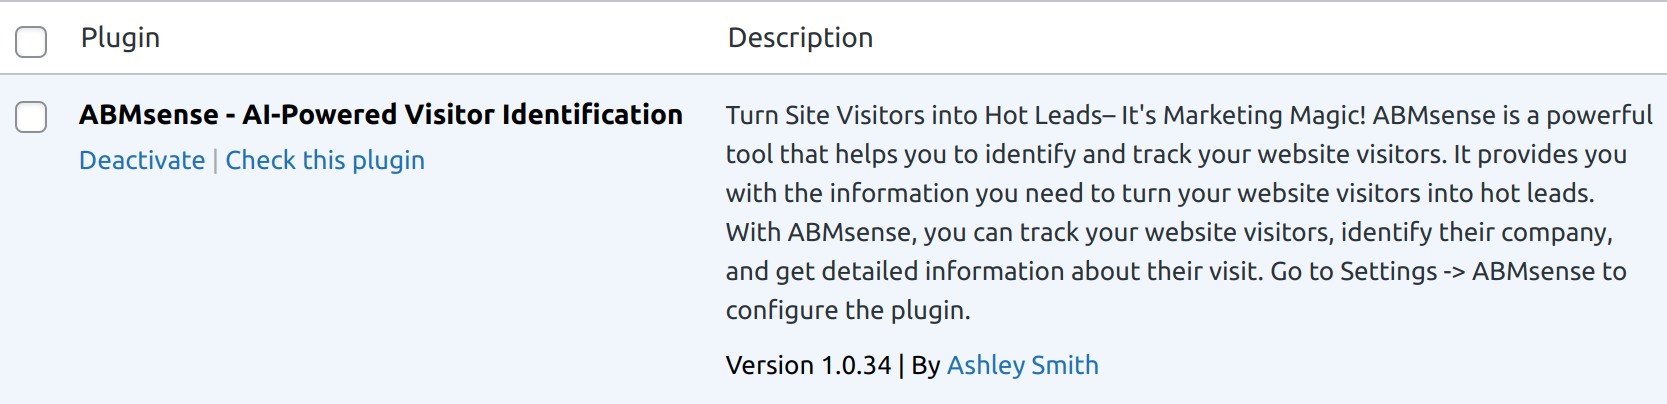 Plugin
Description
ABMsense - AI-Powered Visitor Identification
Deactivate | Check this plugin
Turn Site Visitors into Hot Leads– It's Marketing Magic! ABMsense is a powerful
tool that helps you to identify and track your website visitors. It provides you
with the information you need to turn your website visitors into hot leads.
With ABMsense, you can track your website visitors, identify their company,
and get detailed information about their visit. Go to Settings -> ABMsense to
configure the plugin.
Version 1.0.34 | By Ashley Smith